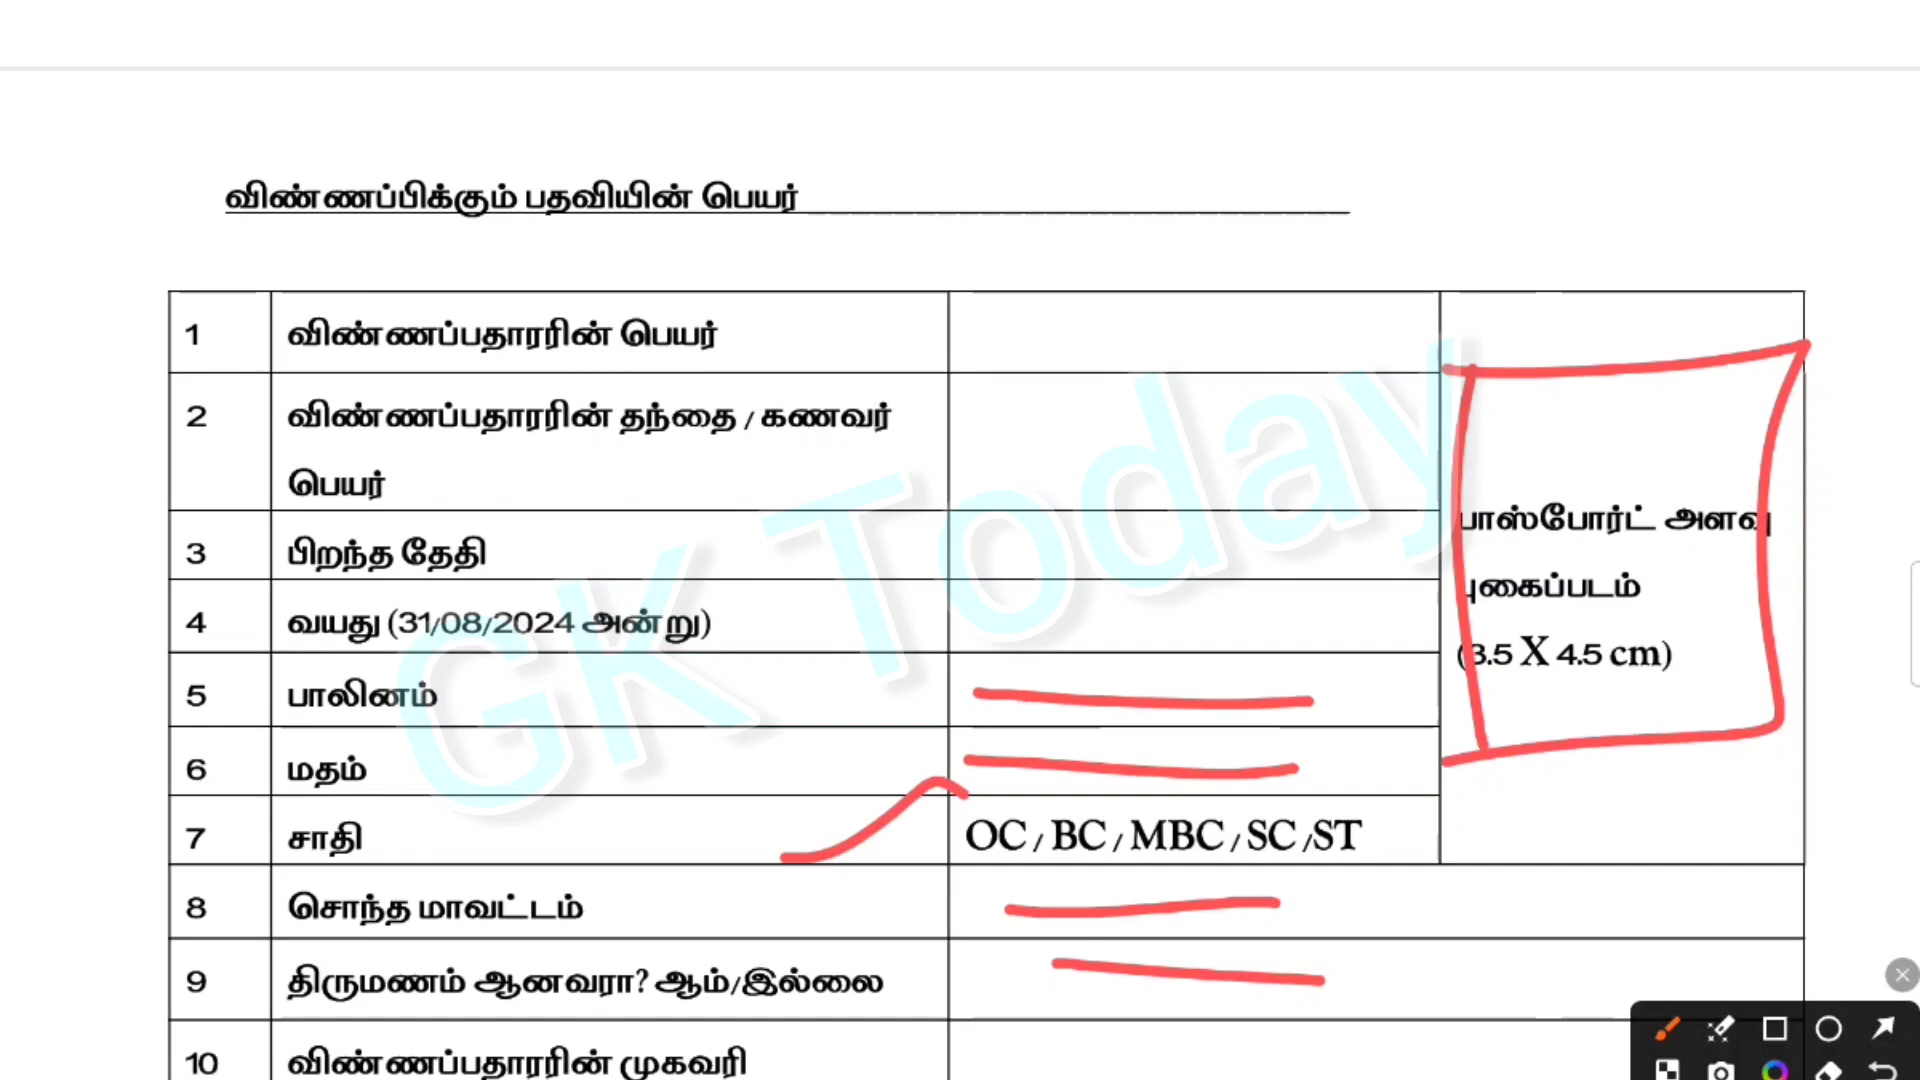 விண்ணப்பிக்கும் பதவியின் பெயர்
1 விண்ணப்பதாரரின் பெயர்
2 விண்ணப்பதாரரின் தந்தை / கணவர்
பெயர்
3 பிறந்த தேதி
4 வயது (31/08/2024 அன்று)
5 பாலினம்
6 மதம்
7 சாதி OC / BC / MBC / SC /ST
பாஸ்போர்ட் அளவு
புகைப்படம்
(3.5 X 4.5 cm)
8 சொந்த மாவட்டம்
9 திருமணம் ஆனவரா? ஆம்/இல்லை
10 விண்ணப்பதாரரின் முகவரி
GK Today